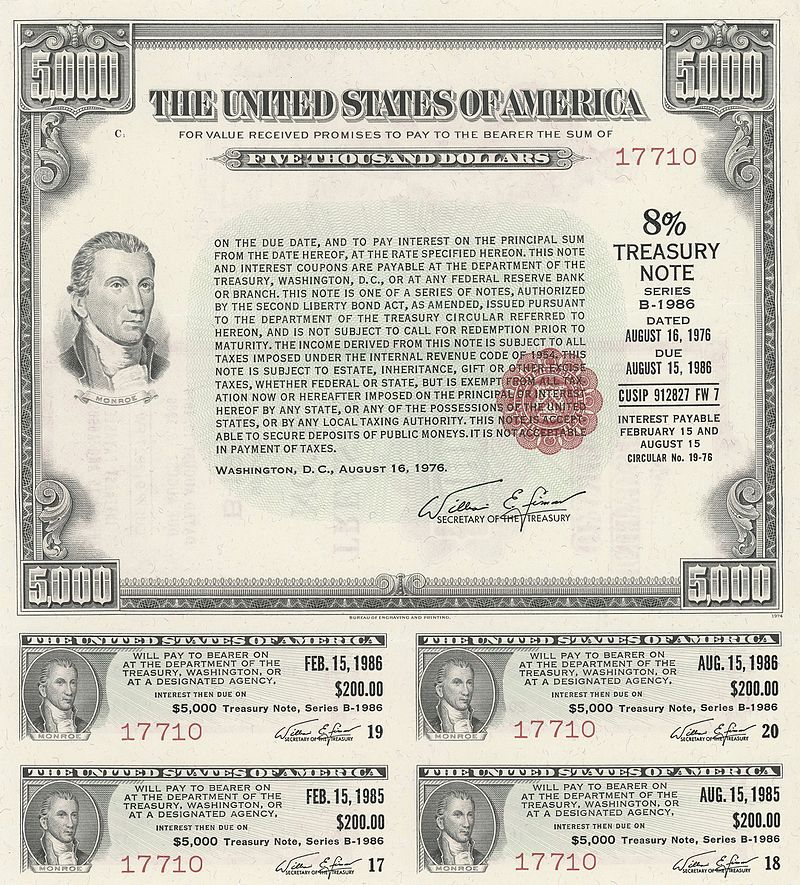 5,000
5,000
THE UNITED STATES OF AMERICA
C:
FOR VALUE RECEIVED PROMISES TO PAY TO THE BEARER THE SUM OF
FIVE THOUSAND DOLLARS
17710
ON THE DUE DATE, AND TO PAY INTEREST ON THE PRINCIPAL SUM
FROM THE DATE HEREOF, AT THE RATE SPECIFIED HEREON. THIS NOTE
AND INTEREST COUPONS ARE PAYABLE AT THE DEPARTMENT OF THE
TREASURY, WASHINGTON, D.C., OR AT ANY FEDERAL RESERVE BANK
OR BRANCH. THIS NOTE IS ONE OF A SERIES OF NOTES, AUTHORIZED
BY THE SECOND LIBERTY BOND ACT, AS AMENDED, ISSUED PURSUANT
TO THE DEPARTMENT OF THE TREASURY CIRCULAR REFERRED TO
HEREON, AND IS NOT SUBJECT TO CALL FOR REDEMPTION PRIOR TO
MATURITY. THE INCOME DERIVED FROM THIS NOTE IS SUBJECT TO ALL
TAXES IMPOSED UNDER THE INTERNAL REVENUE CODE OF 1954. THIS
NOTE IS SUBJECT TO ESTATE, INHERITANCE, GIFT OR OTHER EXCISE
TAXES, WHETHER FEDERAL OR STATE, BUT IS EXEMPT FROM ALL TAX-
ATION NOW OR HEREAFTER IMPOSED ON THE PRINCIPAL OR INTEREST
HEREOF BY ANY STATE, OR ANY OF THE POSSESSIONS OF THE UNITED
STATES, OR BY ANY LOCAL TAXING AUTHORITY. THIS NOTE IS ACCEPT-
ABLE TO SECURE DEPOSITS OF PUBLIC MONEYS. IT IS NOT ACCEPTABLE
IN PAYMENT OF TAXES.
WASHINGTON, D.C., AUGUST 16, 1976.
William E. Simon
SECRETARY OF THE TREASURY
MONROE
8%
TREASURY
NOTE
SERIES
B-1986
DATED
AUGUST 16, 1976
DUE
AUGUST 15, 1986
CUSIP 912827 FW 7
INTEREST PAYABLE
FEBRUARY 15 AND
AUGUST 15
CIRCULAR No. 19-76
5,000
5,000
BUREAU OF ENGRAVING AND PRINTING.
1974
THE UNITED STATES OF AMERICA
WILL PAY TO BEARER ON
AT THE DEPARTMENT OF THE
TREASURY, WASHINGTON, OR
AT A DESIGNATED AGENCY,
FEB. 15, 1986
$200.00
INTEREST THEN DUE ON
$5,000 Treasury Note, Series B-1986
MONROE
17710
William E. Simon
SECRETARY OF THE TREASURY
19
THE UNITED STATES OF AMERICA
WILL PAY TO BEARER ON
AT THE DEPARTMENT OF THE
TREASURY, WASHINGTON, OR
AT A DESIGNATED AGENCY,
AUG. 15, 1986
$200.00
INTEREST THEN DUE ON
$5,000 Treasury Note, Series B-1986
MONROE
17710
William E. Simon
SECRETARY OF THE TREASURY
20
THE UNITED STATES OF AMERICA
WILL PAY TO BEARER ON
AT THE DEPARTMENT OF THE
TREASURY, WASHINGTON, OR
AT A DESIGNATED AGENCY,
FEB. 15, 1985
$200.00
INTEREST THEN DUE ON
$5,000 Treasury Note, Series B-1986
MONROE
17710
William E. Simon
SECRETARY OF THE TREASURY
17
THE UNITED STATES OF AMERICA
WILL PAY TO BEARER ON
AT THE DEPARTMENT OF THE
TREASURY, WASHINGTON, OR
AT A DESIGNATED AGENCY,
AUG. 15, 1985
$200.00
INTEREST THEN DUE ON
$5,000 Treasury Note, Series B-1986
MONROE
17710
William E. Simon
SECRETARY OF THE TREASURY
18